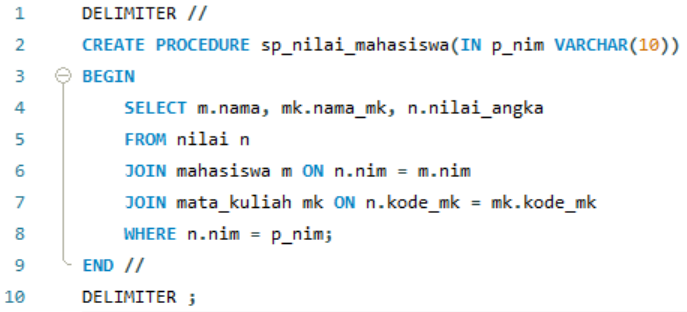 1 DELIMITER //
2 CREATE PROCEDURE sp_nilai_mahasiswa(IN p_nim VARCHAR(10))
3 BEGIN
4 SELECT m.nama, mk.nama_mk, n.nilai_angka
5 FROM nilai n
6 JOIN mahasiswa m ON n.nim = m.nim
7 JOIN mata_kuliah mk ON n.kode_mk = mk.kode_mk
8 WHERE n.nim = p_nim;
9 END //
10 DELIMITER ;